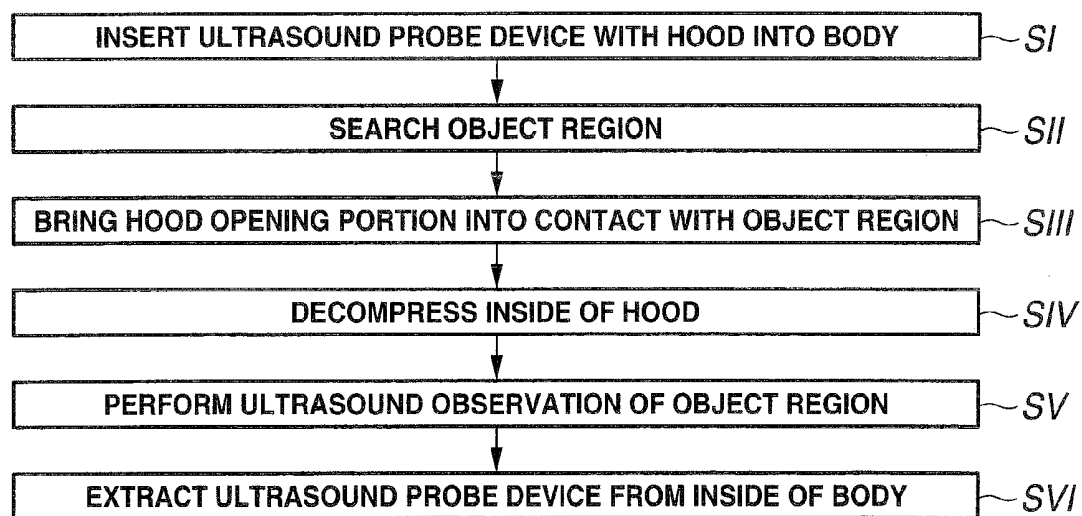 INSERT ULTRASOUND PROBE DEVICE WITH HOOD INTO BODY SI
SEARCH OBJECT REGION SII
BRING HOOD OPENING PORTION INTO CONTACT WITH OBJECT REGION SIII
DECOMPRESS INSIDE OF HOOD SIV
PERFORM ULTRASOUND OBSERVATION OF OBJECT REGION SV
EXTRACT ULTRASOUND PROBE DEVICE FROM INSIDE OF BODY SVI